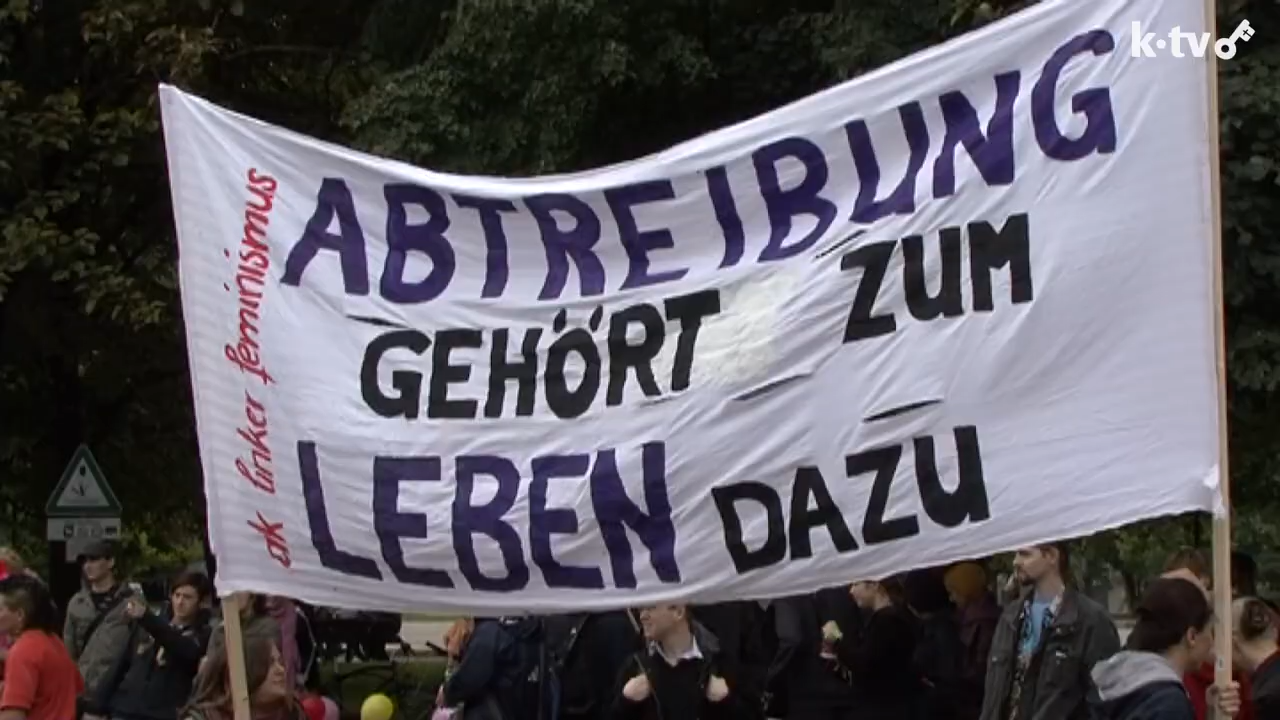 k-tv
ABTREIBUNG
GEHÖRT ZUM
LEBEN DAZU
ak linker feminismus